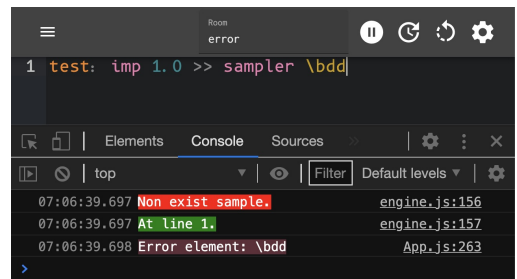 Room
error
1 test: imp 1.0 >> sampler \bdd
Elements Console Sources »
top Filter Default levels ▼
07:06:39.697 Non exist sample. engine.js:156
07:06:39.697 At line 1. engine.js:157
07:06:39.698 Error element: \bdd App.js:263
>